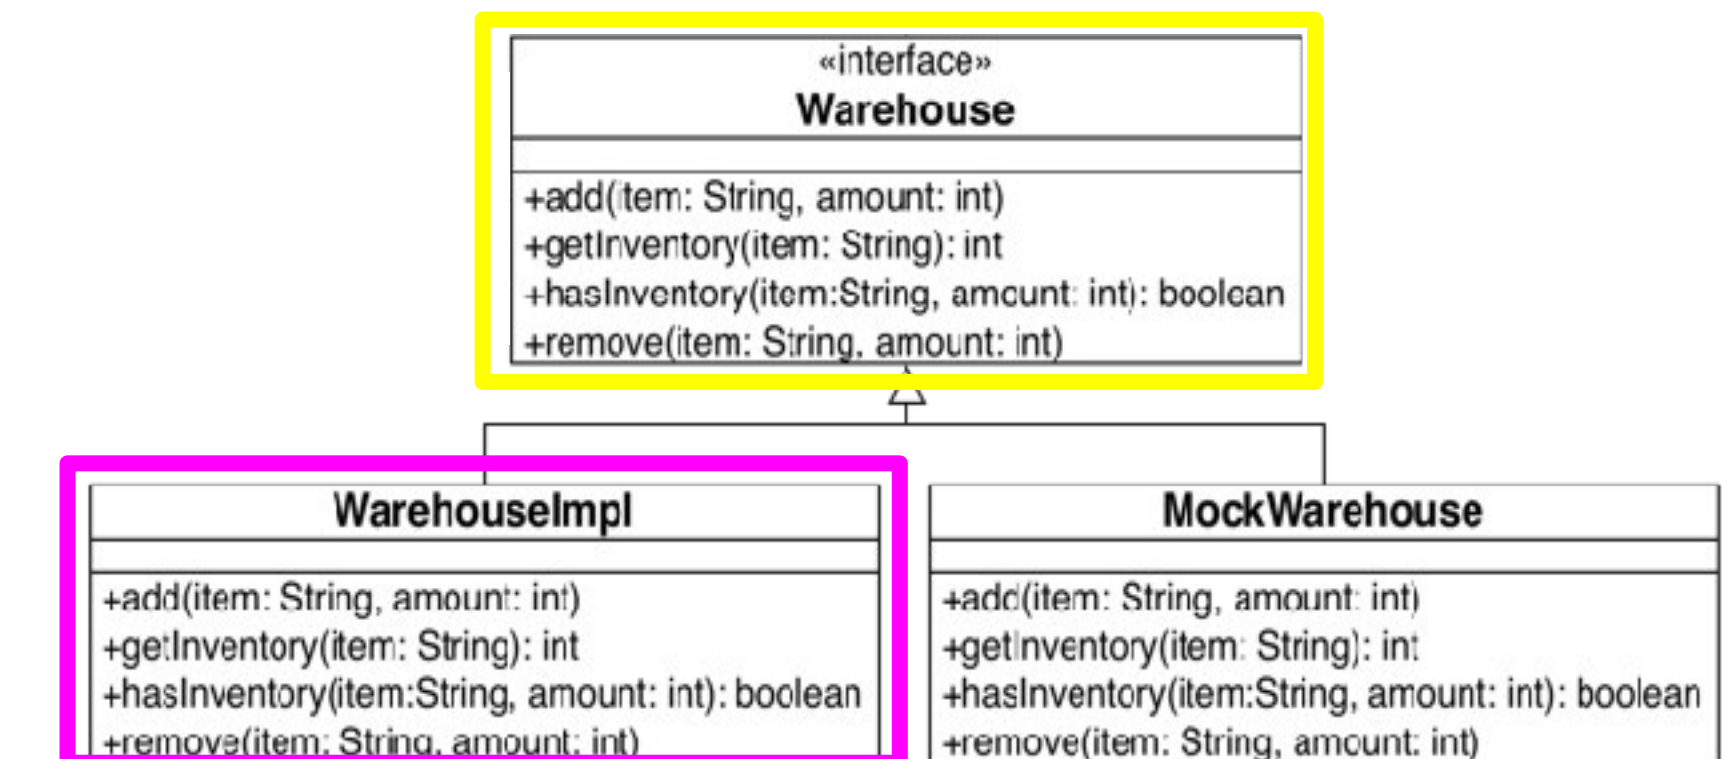 «interface»
Warehouse
+add(item: String, amount: int)
+getInventory(item: String): int
+hasInventory(item:String, amount: int): boolean
+remove(item: String, amount: int)
WarehouseImpl
+add(item: String, amount: int)
+getInventory(item: String): int
+hasInventory(item:String, amount: int): boolean
+remove(item: String, amount: int)
MockWarehouse
+add(item: String, amount: int)
+getInventory(item: String): int
+hasInventory(item:String, amount: int): boolean
+remove(item: String, amount: int)